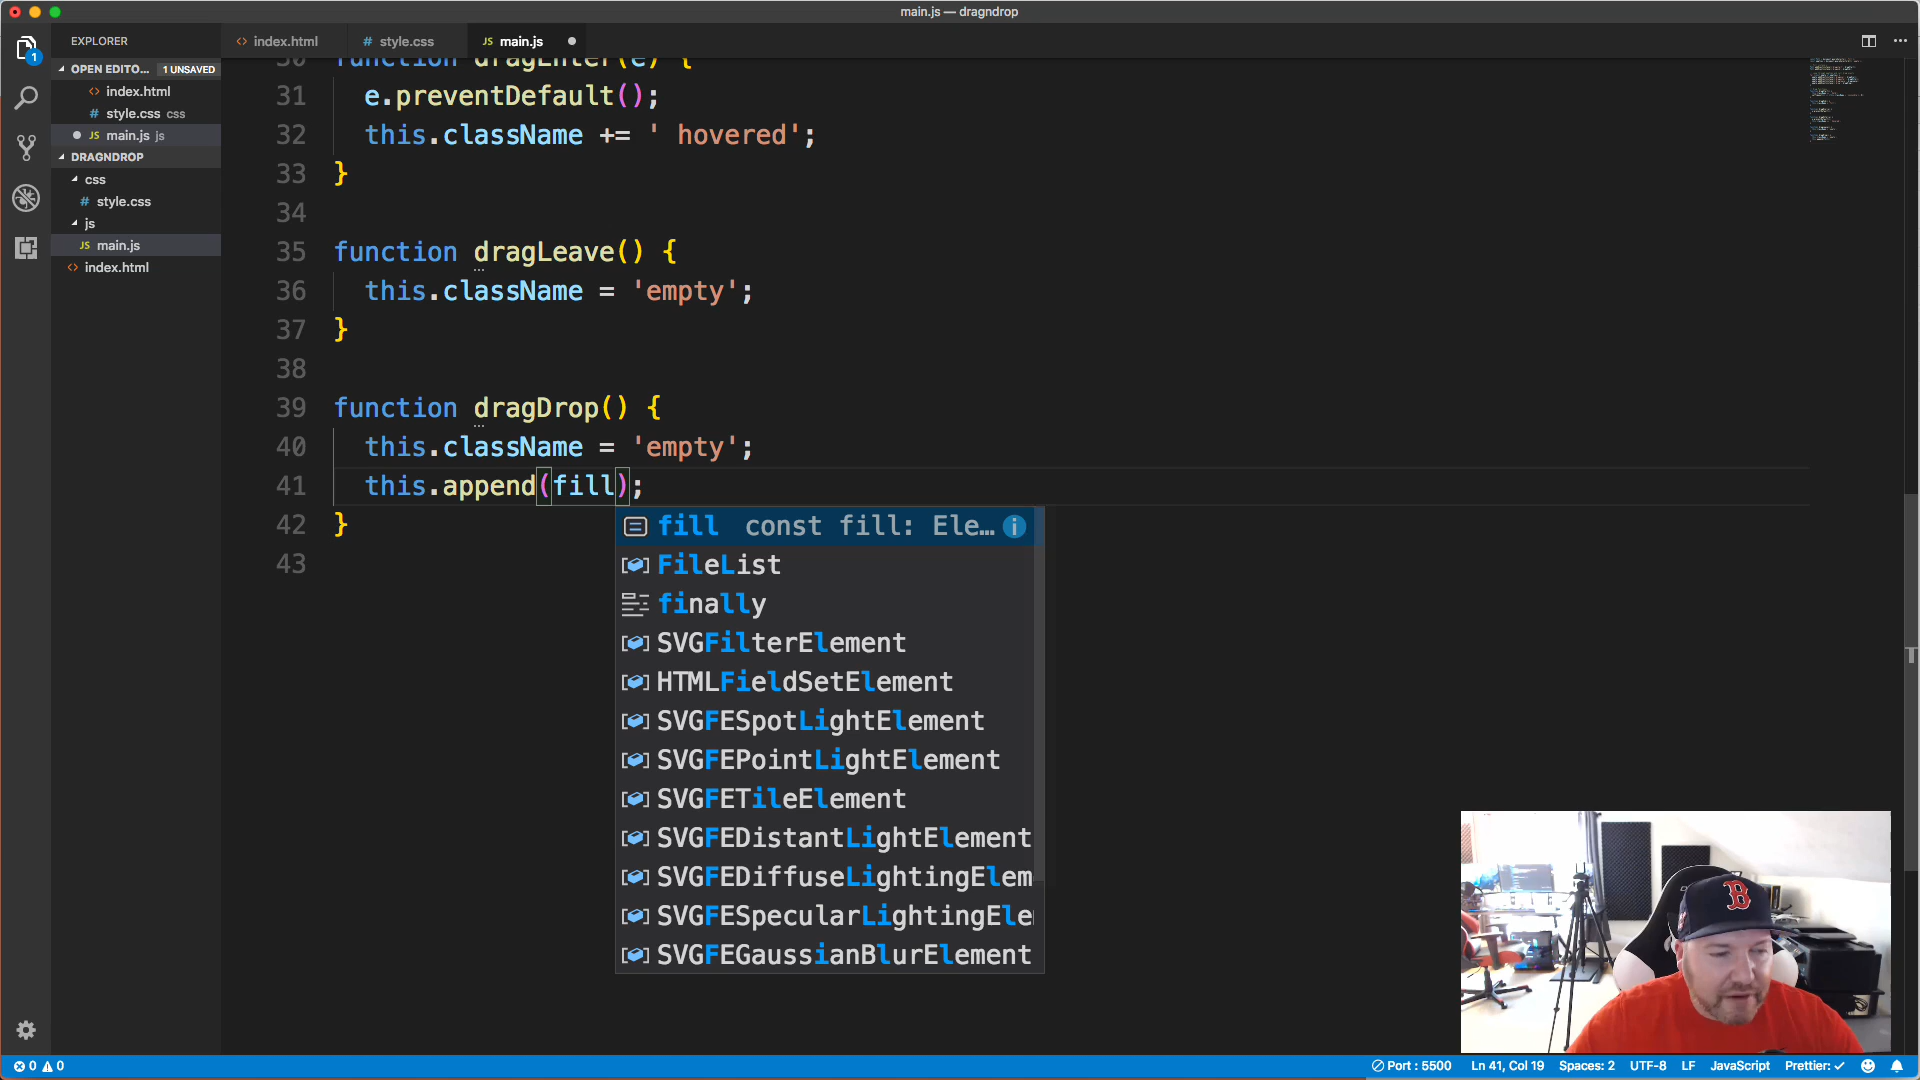 main.js — dragndrop
EXPLORER
index.html
style.css
main.js
OPEN EDITO...
1 UNSAVED
index.html
style.css css
main.js js
DRAGNDROP
css
style.css
js
main.js
index.html
1
30 function dragEnter(e) {
31 e.preventDefault();
32 this.className += ' hovered';
33 }
34
35 function dragLeave() {
36 this.className = 'empty';
37 }
38
39 function dragDrop() {
40 this.className = 'empty';
41 this.append(fill);
42 }
43
fill const fill: Ele…
FileList
finally
SVGFilterElement
HTMLFieldSetElement
SVGFESpotLightElement
SVGFEPointLightElement
SVGFETileElement
SVGFEDistantLightElement
SVGFEDiffuseLightingElem
SVGFESpecularLightingEle
SVGFEGaussianBlurElement
B
0 0
Port : 5500
Ln 41, Col 19
Spaces: 2
UTF-8
LF
JavaScript
Prettier: ✓